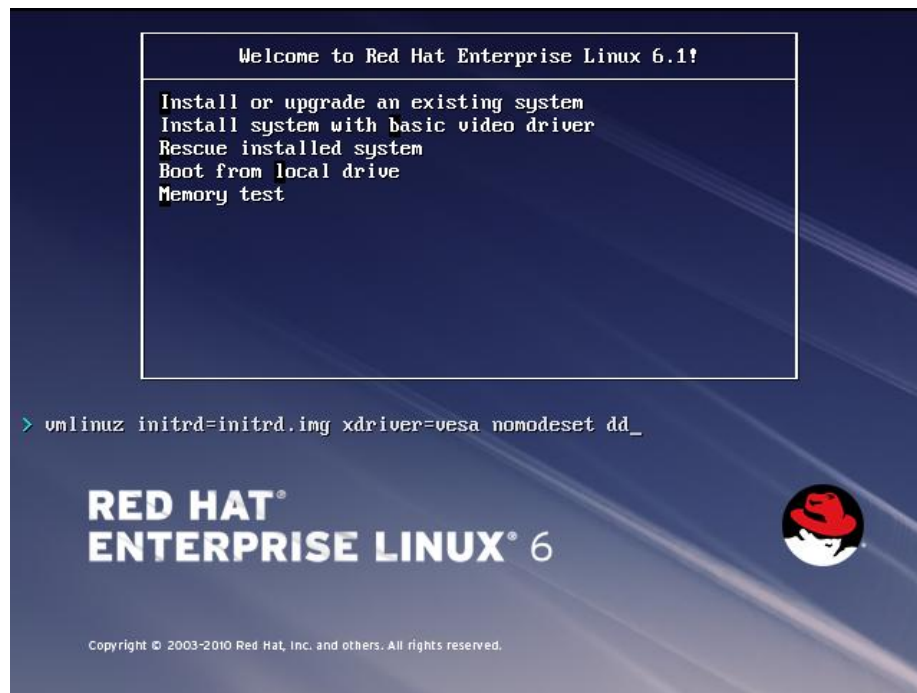 Welcome to Red Hat Enterprise Linux 6.1!
Install or upgrade an existing system
Install system with basic video driver
Rescue installed system
Boot from local drive
Memory test
> vmlinuz initrd=initrd.img xdriver=vesa nomodeset dd_
RED HAT®
ENTERPRISE LINUX® 6
Copyright © 2003-2010 Red Hat, Inc. and others. All rights reserved.